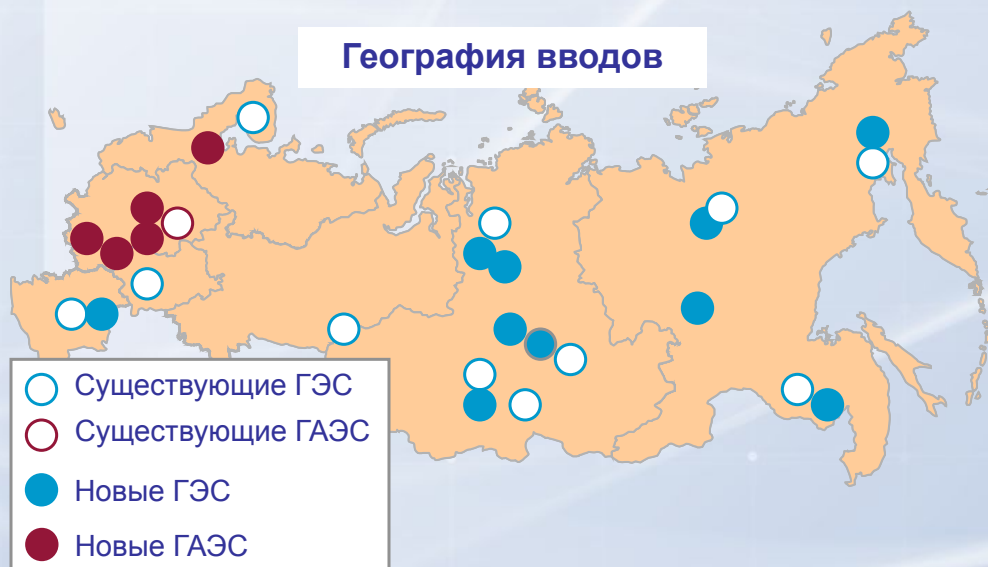 География вводов
Существующие ГЭС
Существующие ГАЭС
Новые ГЭС
Новые ГАЭС